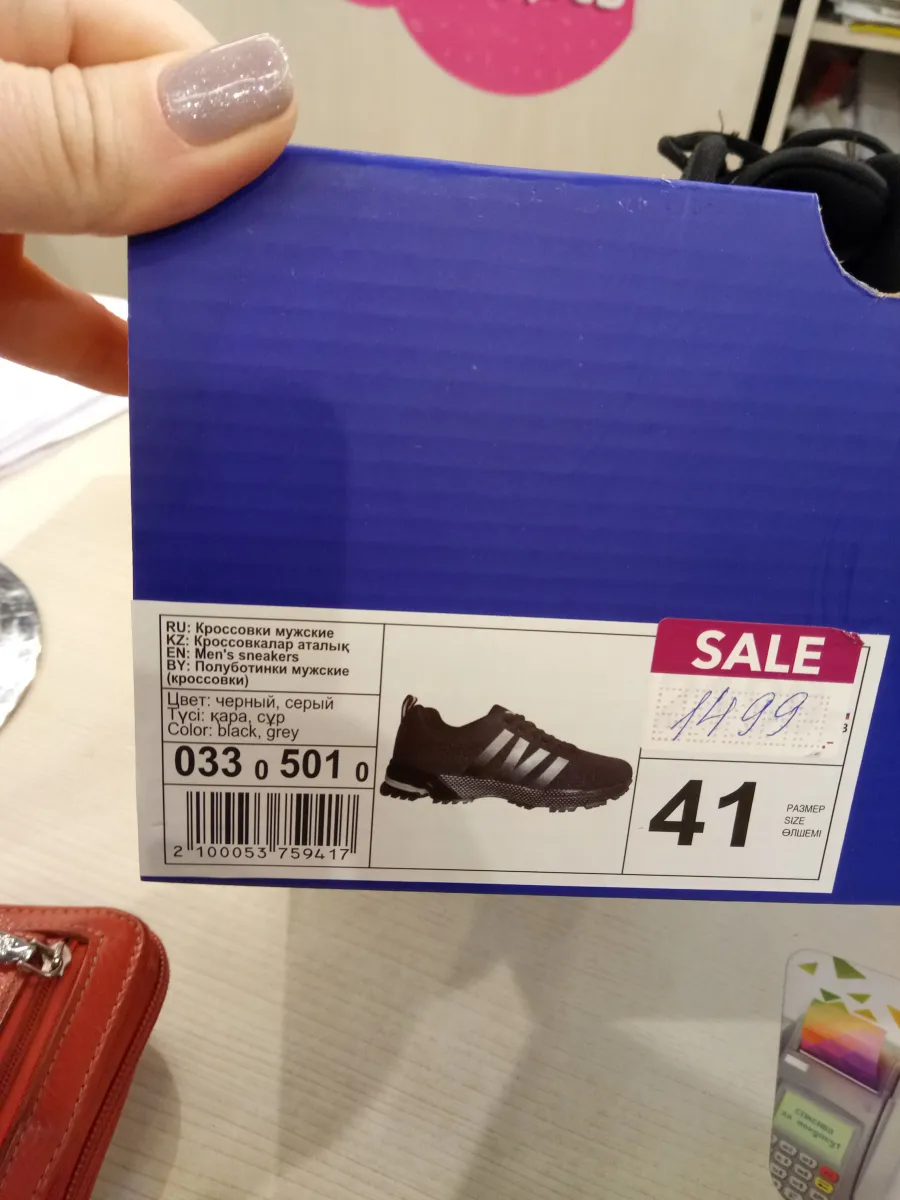 RU: Кроссовки мужские
KZ: Кроссовкалар аталық
EN: Men's sneakers
BY: Полуботинки мужские
(кроссовки)
Цвет: черный, серый
Түсі: қара, сұр
Color: black, grey
033 0 501 0
2 100053 759417
SALE
1499
41
РАЗМЕР
SIZE
ӨЛШЕМІ